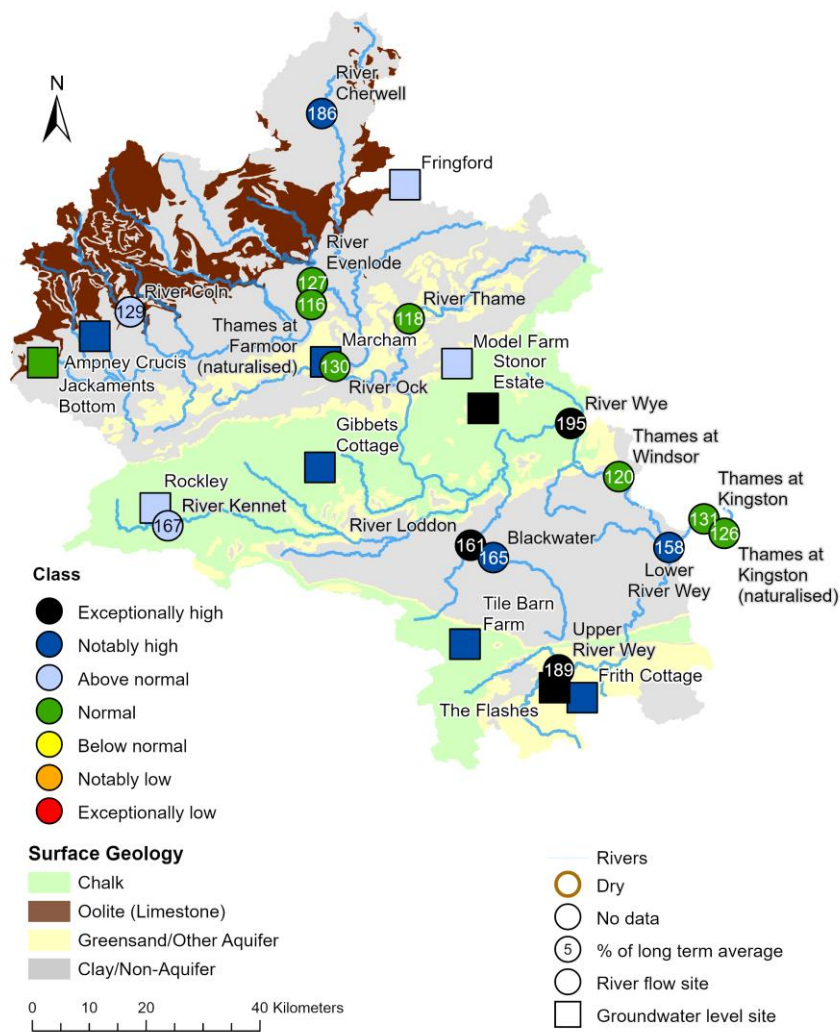 N
River
Cherwell
186
Fringford
River
Evenlode
127
116
River Coln
129
River Thame
118
Thames at
Farmoor
(naturalised)
Marcham
130
River Ock
Model Farm
Stonor
Estate
Ampney Crucis
Jackaments
Bottom
River Wye
195
Gibbets
Cottage
Thames at
Windsor
120
Rockley
River Kennet
167
Thames at
Kingston
131
126
Thames at
Kingston
(naturalised)
River Loddon
161
165
Blackwater
158
Lower
River Wey
Tile Barn
Farm
Upper
River Wey
189
Frith Cottage
The Flashes
Class
Exceptionally high
Notably high
Above normal
Normal
Below normal
Notably low
Exceptionally low
Surface Geology
Chalk
Oolite (Limestone)
Greensand/Other Aquifer
Clay/Non-Aquifer
0 10 20 40 Kilometers
Rivers
Dry
No data
5 % of long term average
River flow site
Groundwater level site